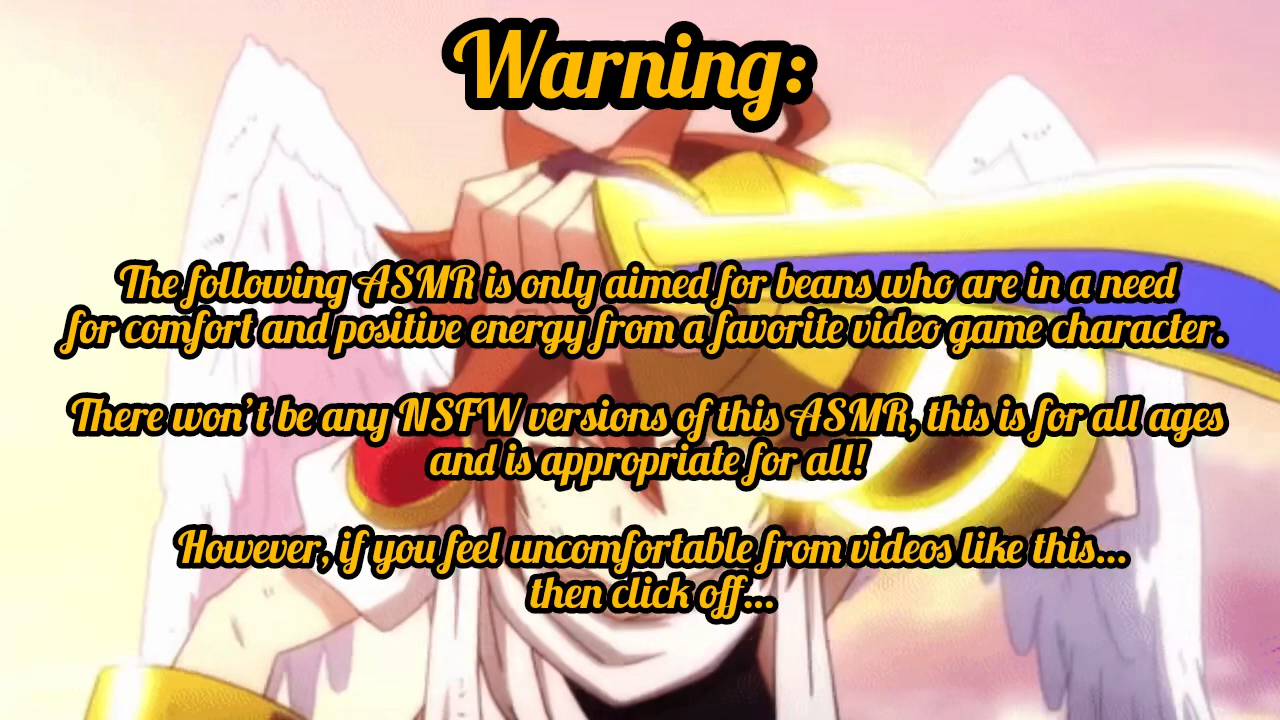 Warning:
The following ASMR is only aimed for beans who are in a need
for comfort and positive energy from a favorite video game character.
There won't be any NSFW versions of this ASMR, this is for all ages
and is appropriate for all!
However, if you feel uncomfortable from videos like this...
then click off...